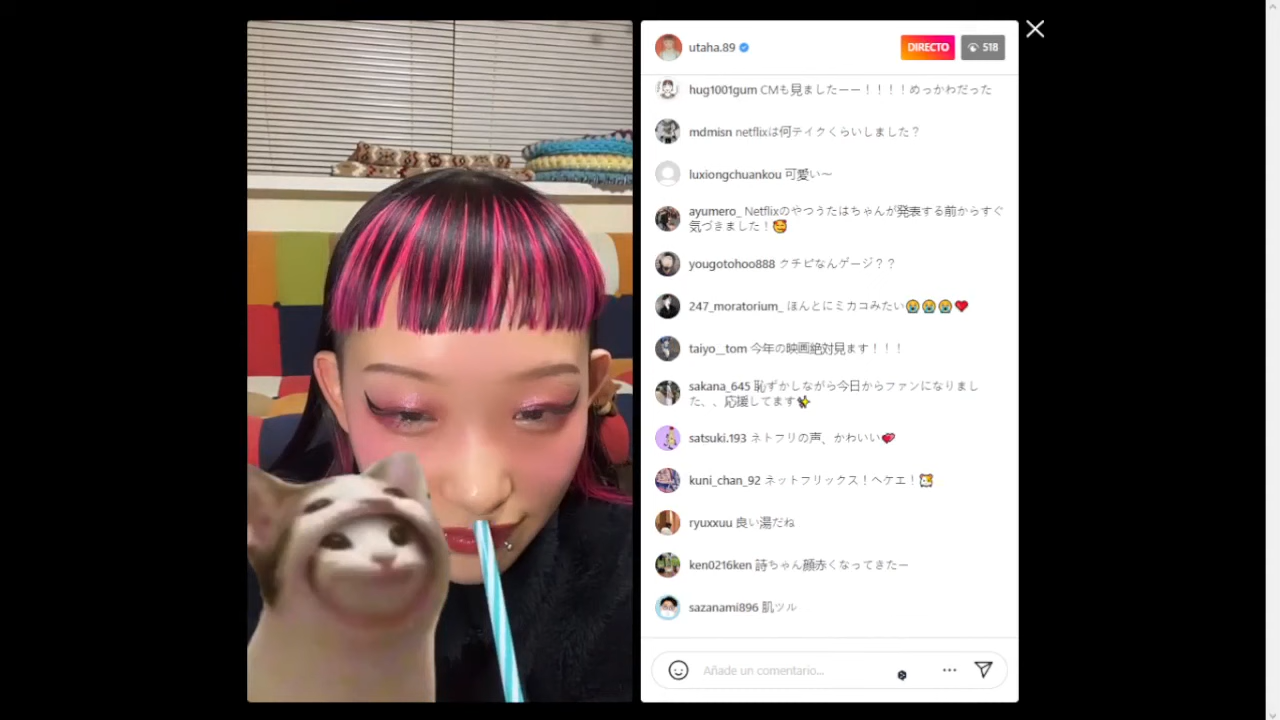 utaha.89
DIRECTO
518
hug1001gum CMも見ましたーー！！！！めっかわだった
mdmisn netflixは何テイクくらいしました？
luxiongchuankou 可愛い〜
ayumero_ Netflixのやつうたはちゃんが発表する前からすぐ
気づきました！🥰
yougotohoo888 クチピなんゲージ？？
247_moratorium_ ほんとにミカコみたい😭😭😭❤️
taiyo__tom 今年の映画絶対見ます！！！
sakana_645 恥ずかしながら今日からファンになりまし
た、、応援してます✨
satsuki.193 ネトフリの声、かわいい💕
kuni_chan_92 ネットフリックス！ヘケエ！🐹
ryuxxuu 良い湯だね
ken0216ken 詩ちゃん顔赤くなってきたー
sazanami896 肌ツル
Añade un comentario...